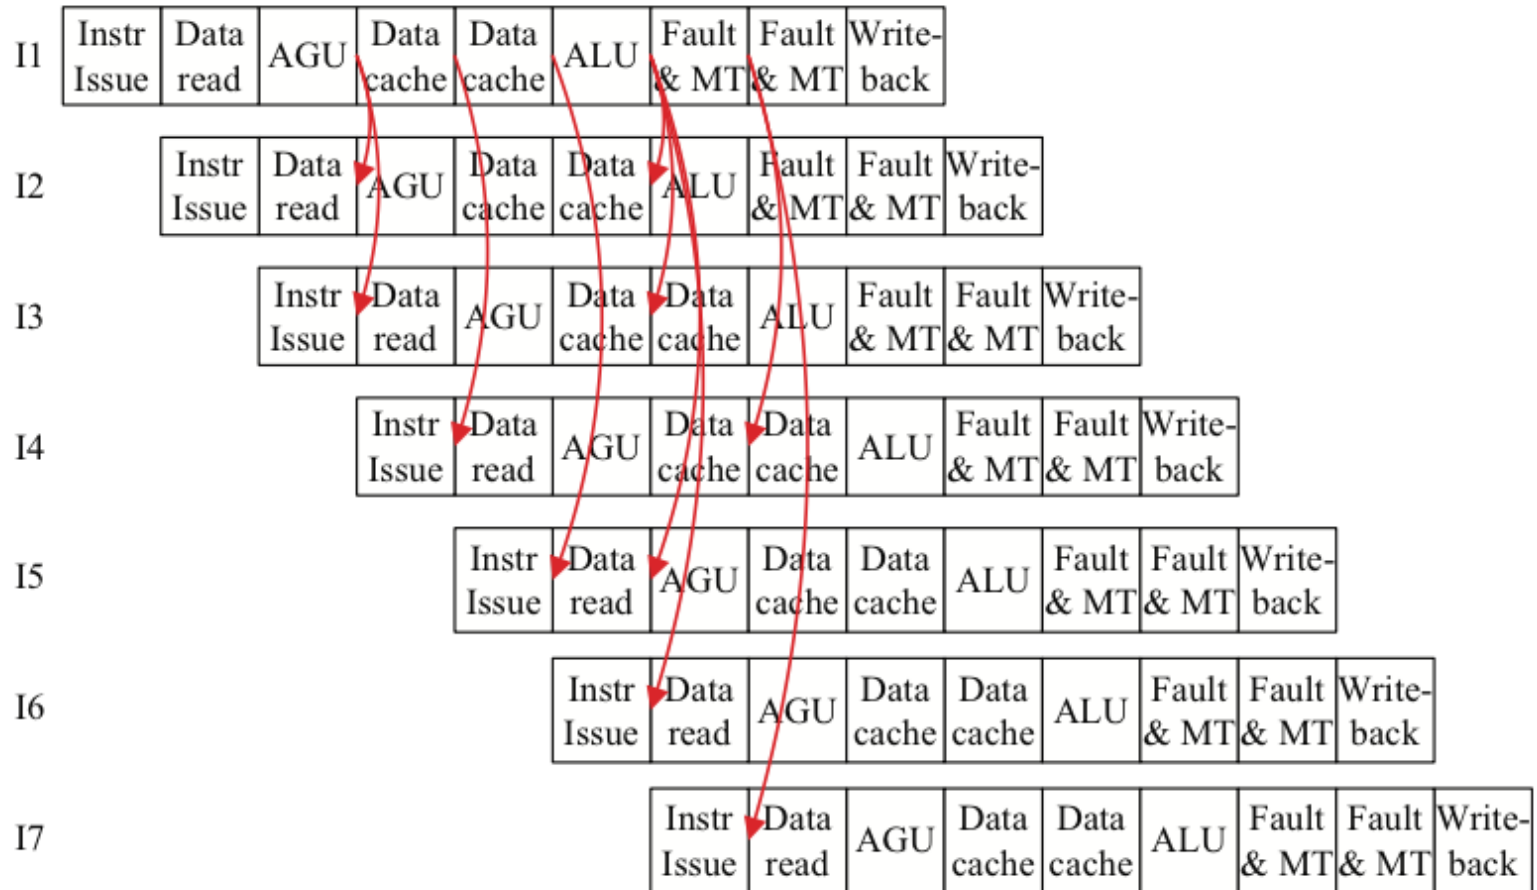 I1 Instr Issue Data read AGU Data cache Data cache ALU Fault & MT Fault & MT Write- back
I2 Instr Issue Data read AGU Data cache Data cache ALU Fault & MT Fault & MT Write- back
I3 Instr Issue Data read AGU Data cache Data cache ALU Fault & MT Fault & MT Write- back
I4 Instr Issue Data read AGU Data cache Data cache ALU Fault & MT Fault & MT Write- back
I5 Instr Issue Data read AGU Data cache Data cache ALU Fault & MT Fault & MT Write- back
I6 Instr Issue Data read AGU Data cache Data cache ALU Fault & MT Fault & MT Write- back
I7 Instr Issue Data read AGU Data cache Data cache ALU Fault & MT Fault & MT Write- back